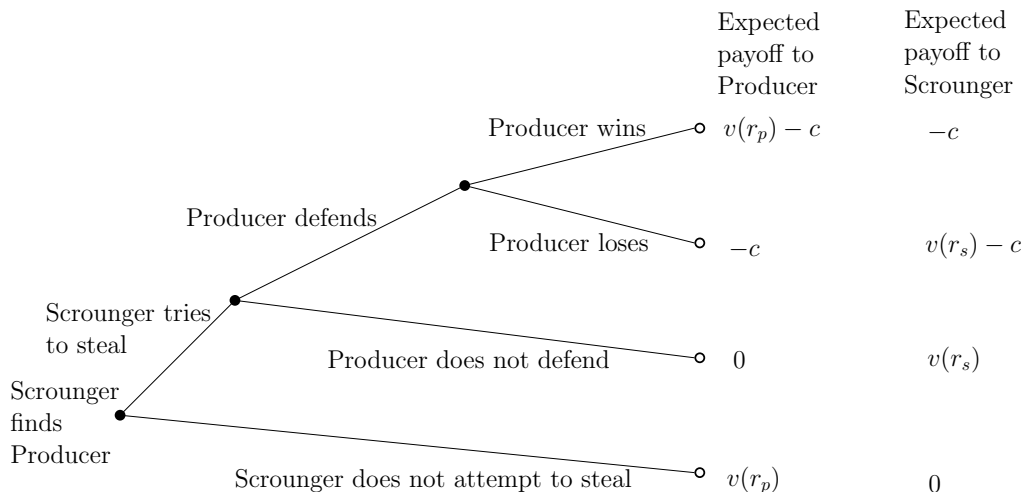 Expected
payoff to
Producer
Expected
payoff to
Scrounger
Producer wins
v(r_p) − c
−c
Producer defends
Producer loses
−c
v(r_s) − c
Scrounger tries
to steal
Producer does not defend
0
v(r_s)
Scrounger
finds
Producer
Scrounger does not attempt to steal
v(r_p)
0